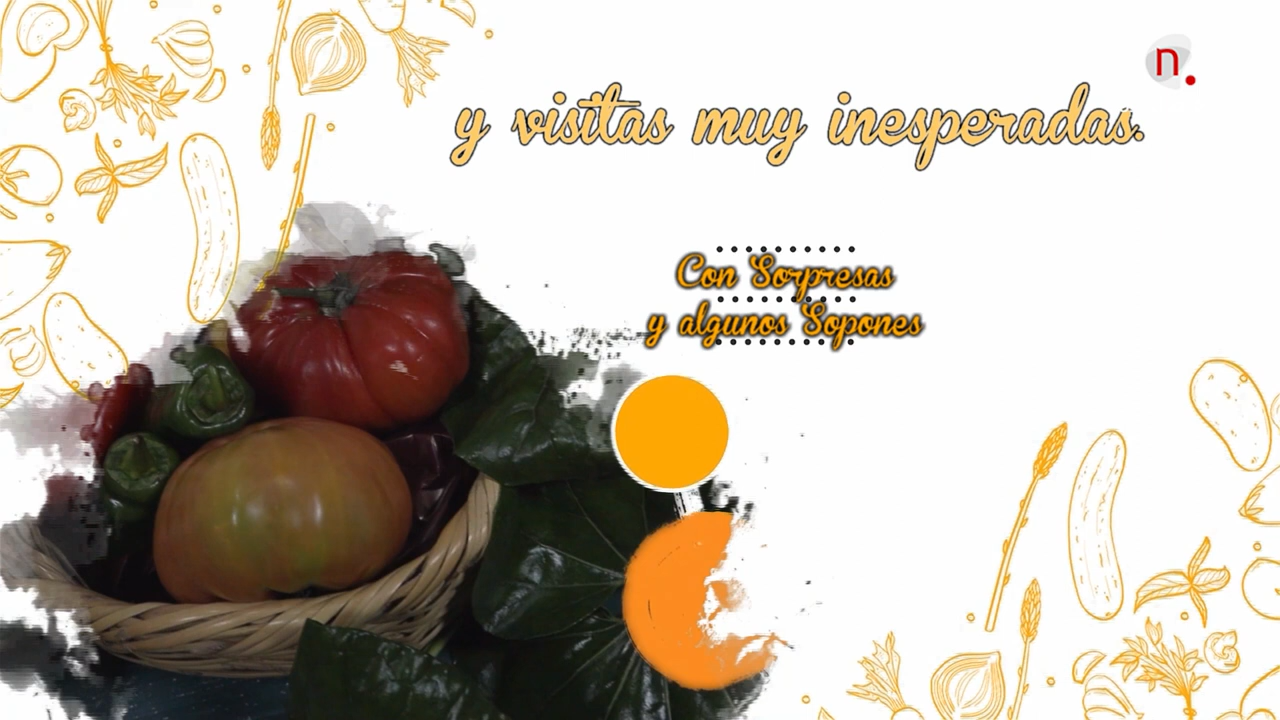 n.
y visitas muy inesperadas.
Con Sorpresas
y algunos Sopones